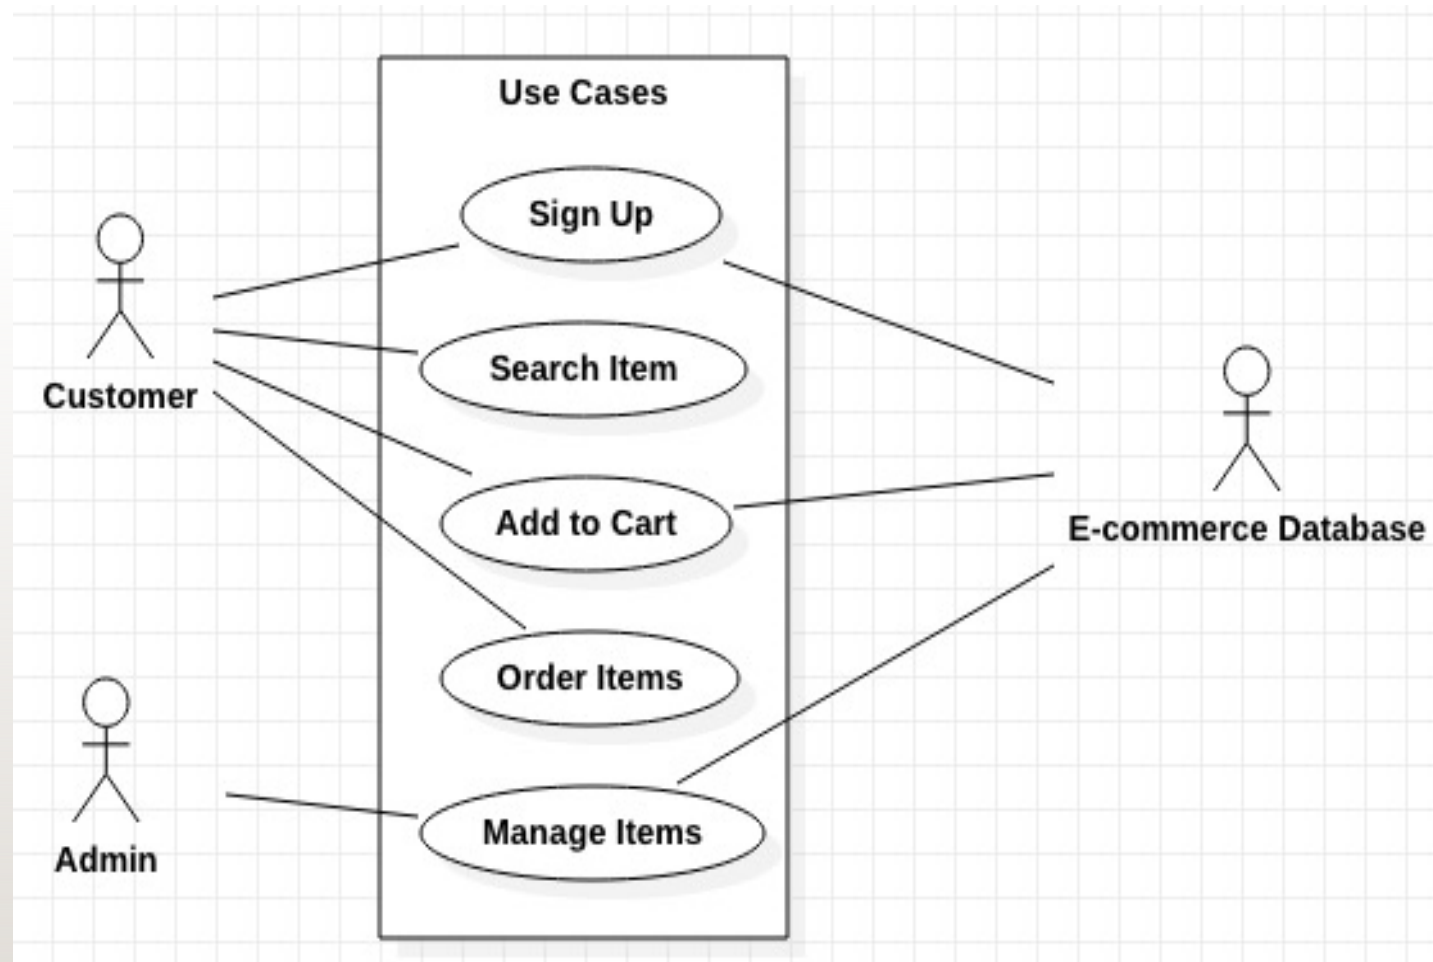 Use Cases
Sign Up
Search Item
Customer
Add to Cart
E-commerce Database
Order Items
Manage Items
Admin